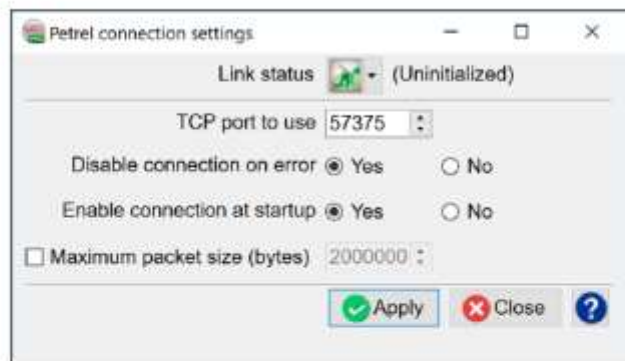 Petrel connection settings
Link status (Uninitialized)
TCP port to use 57375
Disable connection on error Yes No
Enable connection at startup Yes No
Maximum packet size (bytes) 2000000
Apply Close ?